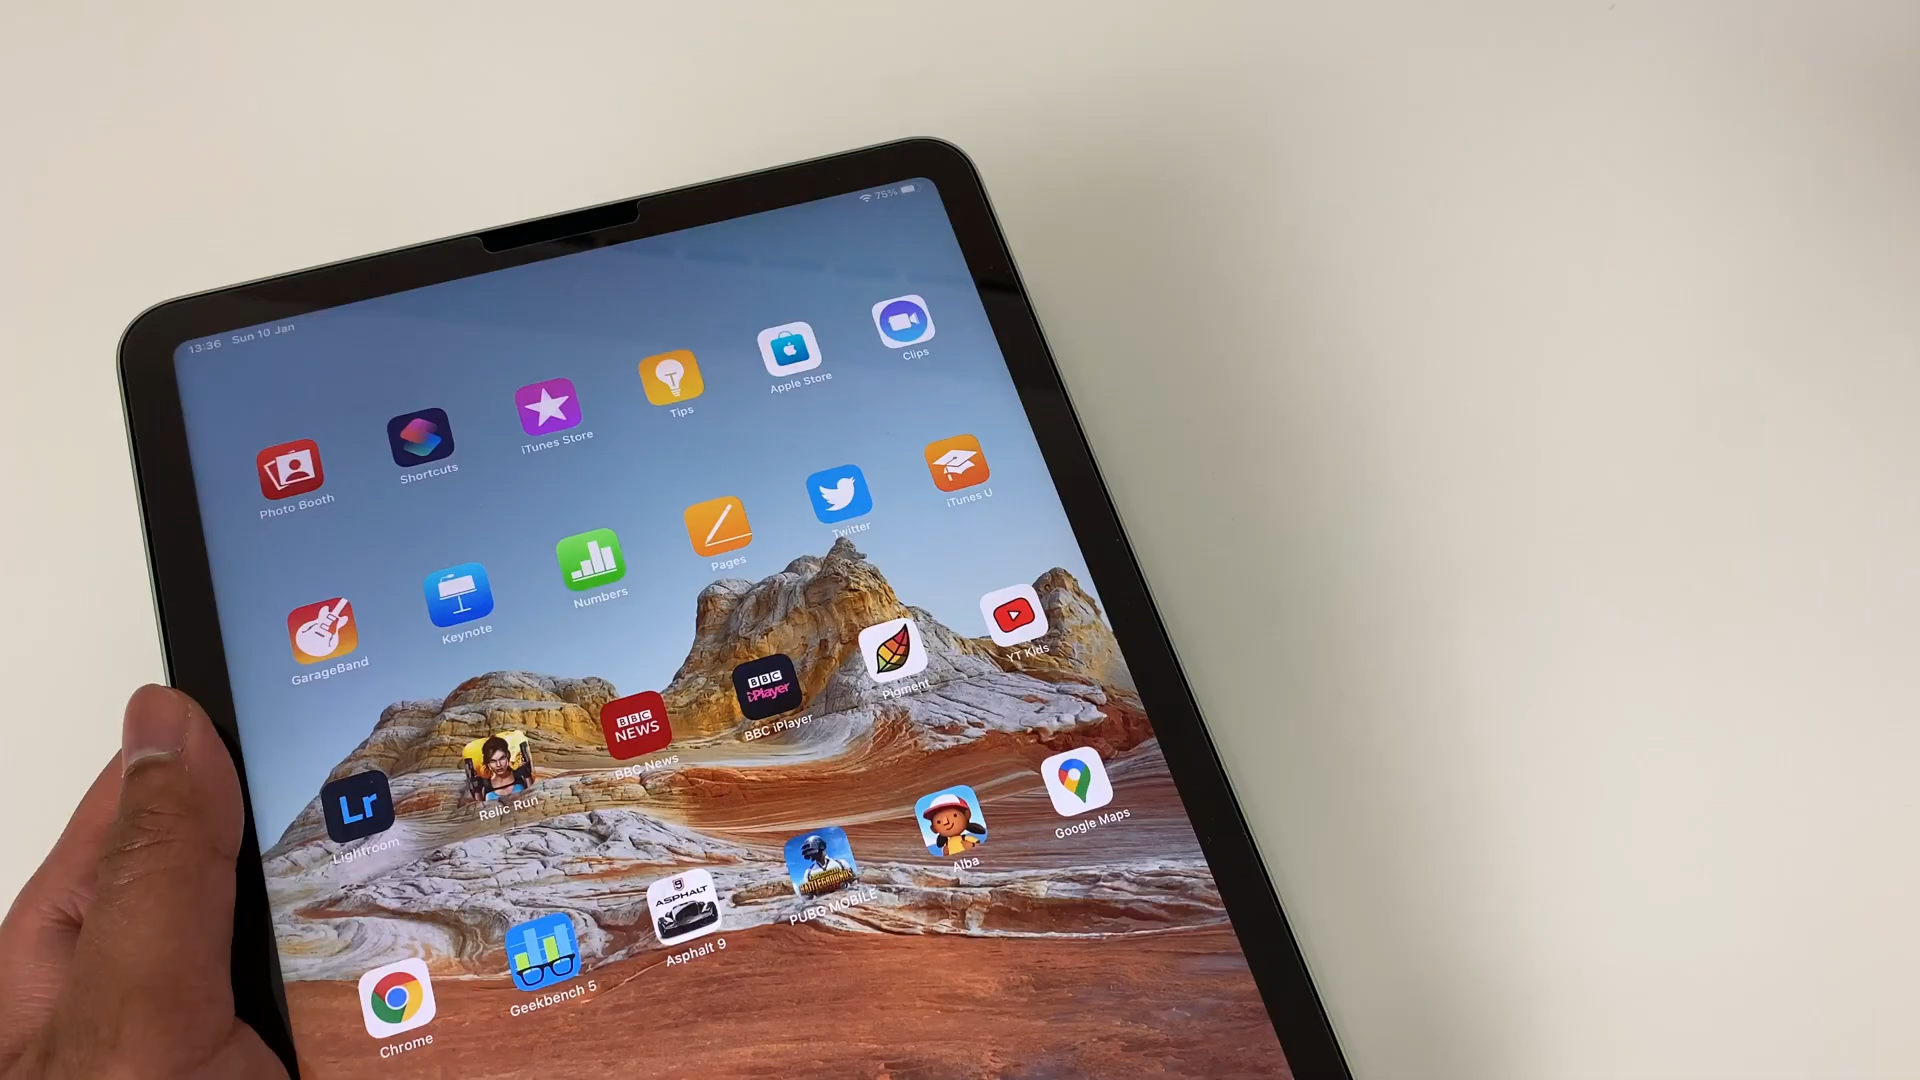 13:36 Sun 10 Jan
75%
Photo Booth
Shortcuts
iTunes Store
Tips
Apple Store
Clips
GarageBand
Keynote
Numbers
Pages
Twitter
iTunes U
Lr
Lightroom
Relic Run
BBC
NEWS
BBC News
BBC
iPlayer
BBC iPlayer
Pigment
YT Kids
Chrome
Geekbench 5
9
ASPHALT
Asphalt 9
BATTLEGROUNDS
PUBG MOBILE
Alba
Google Maps